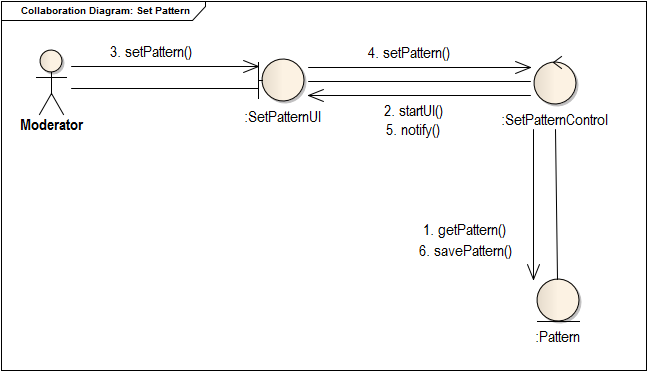 Collaboration Diagram: Set Pattern
3. setPattern()
4. setPattern()
Moderator
:SetPatternUI
2. startUI()
5. notify()
:SetPatternControl
1. getPattern()
6. savePattern()
:Pattern